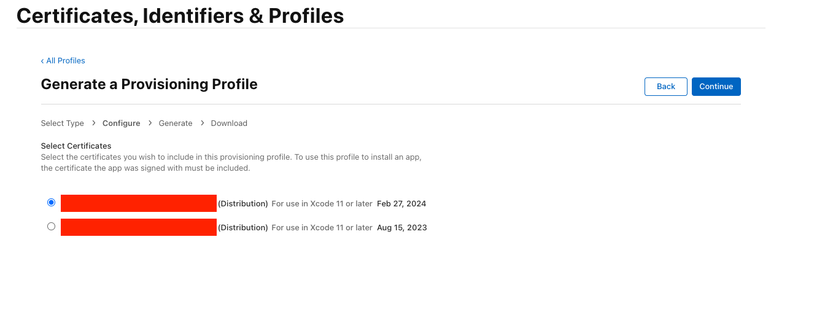 Certificates, Identifiers & Profiles
‹ All Profiles
Generate a Provisioning Profile
Back
Continue
Select Type > Configure > Generate > Download
Select Certificates
Select the certificates you wish to include in this provisioning profile. To use this profile to install an app,
the certificate the app was signed with must be included.
(Distribution) For use in Xcode 11 or later Feb 27, 2024
(Distribution) For use in Xcode 11 or later Aug 15, 2023